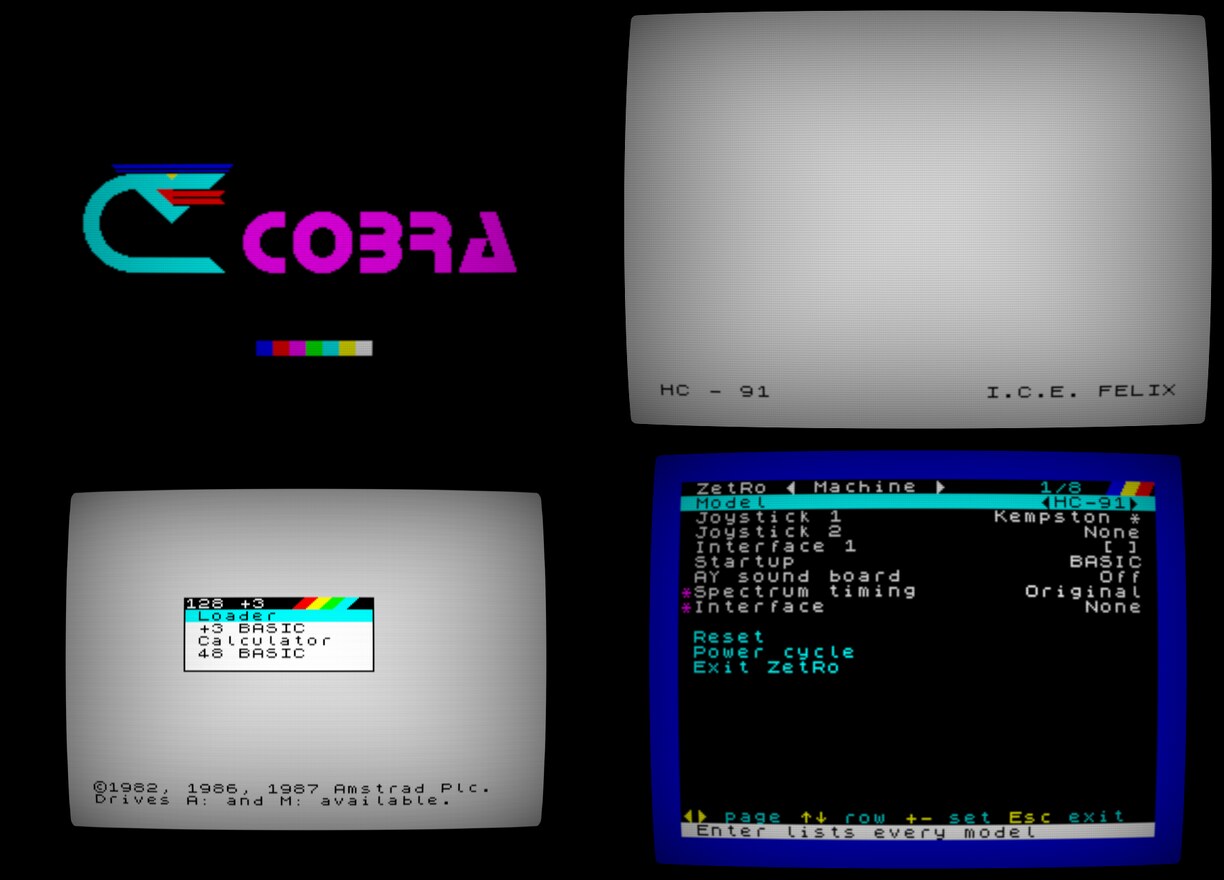 COBRA
HC - 91 I.C.E. FELIX
128 +3
Loader
+3 BASIC
Calculator
48 BASIC
©1982, 1986, 1987 Amstrad Plc.
Drives A: and M: available.
ZetRo Machine 1/8
Model HC-91
Joystick 1 Kempston *
Joystick 2 None
Interface 1 [ ]
Startup BASIC
AY sound board Off
*Spectrum timing Original
*Interface None
Reset
Power cycle
Exit ZetRo
page ↑↓ row +- set Esc exit
Enter lists every model